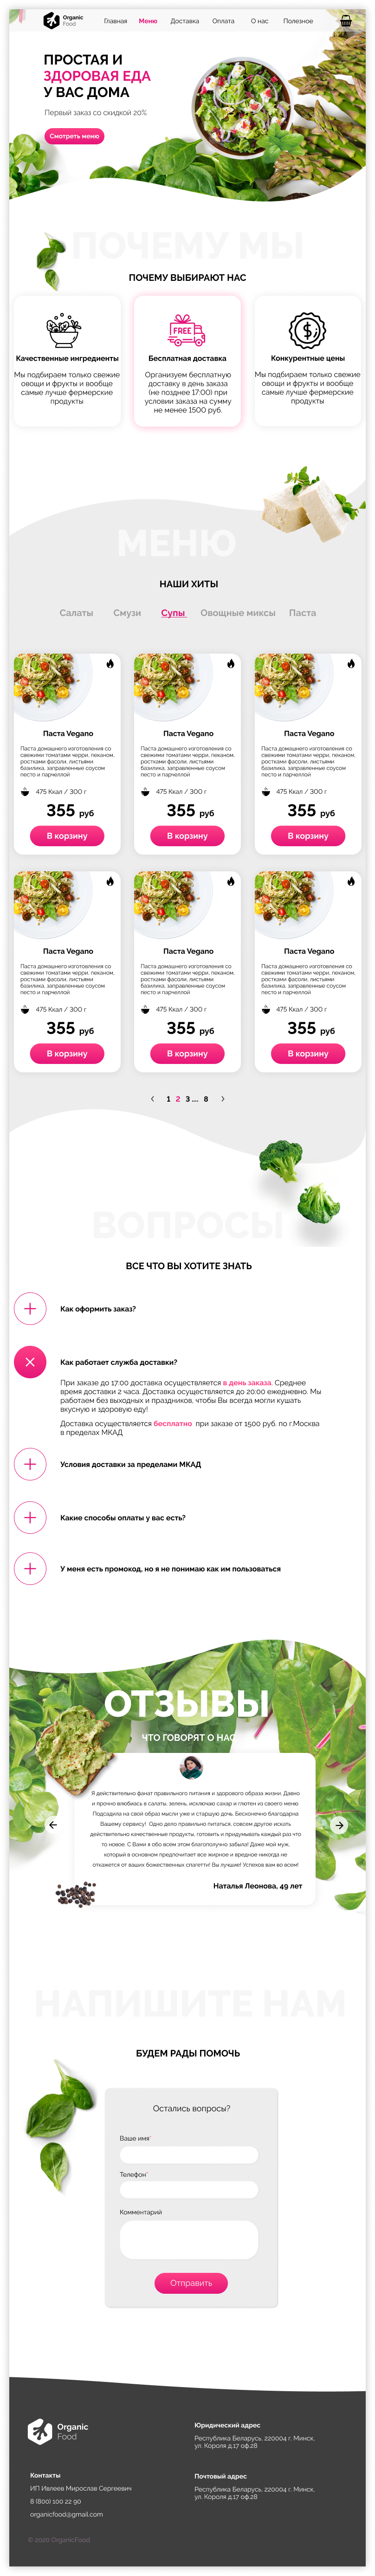 Organic
Food
Главная Меню Доставка Оплата О нас Полезное
ПРОСТАЯ И
ЗДОРОВАЯ ЕДА
У ВАС ДОМА
Первый заказ со скидкой 20%
Смотреть меню
ПОЧЕМУ МЫ
ПОЧЕМУ ВЫБИРАЮТ НАС
Качественные ингредиенты
Мы подбираем только свежие
овощи и фрукты и вообще
самые лучше фермерские
продукты
FREE
Бесплатная доставка
Организуем бесплатную
доставку в день заказа
(не позднее 17:00) при
условии заказа на сумму
не менее 1500 руб.
$
Конкурентные цены
Мы подбираем только свежие
овощи и фрукты и вообще
самые лучше фермерские
продукты
МЕНЮ
НАШИ ХИТЫ
Салаты Смузи Супы Овощные миксы Паста
Паста Vegano
Паста домашнего изготовления со
свежими томатами черри, пеканом,
ростками фасоли, листьями
базилика, заправленные соусом
песто и парчеллой
475 Ккал / 300 г
355 руб
В корзину
Паста Vegano
Паста домашнего изготовления со
свежими томатами черри, пеканом,
ростками фасоли, листьями
базилика, заправленные соусом
песто и парчеллой
475 Ккал / 300 г
355 руб
В корзину
Паста Vegano
Паста домашнего изготовления со
свежими томатами черри, пеканом,
ростками фасоли, листьями
базилика, заправленные соусом
песто и парчеллой
475 Ккал / 300 г
355 руб
В корзину
Паста Vegano
Паста домашнего изготовления со
свежими томатами черри, пеканом,
ростками фасоли, листьями
базилика, заправленные соусом
песто и парчеллой
475 Ккал / 300 г
355 руб
В корзину
Паста Vegano
Паста домашнего изготовления со
свежими томатами черри, пеканом,
ростками фасоли, листьями
базилика, заправленные соусом
песто и парчеллой
475 Ккал / 300 г
355 руб
В корзину
Паста Vegano
Паста домашнего изготовления со
свежими томатами черри, пеканом,
ростками фасоли, листьями
базилика, заправленные соусом
песто и парчеллой
475 Ккал / 300 г
355 руб
В корзину
1 2 3 .... 8
ВОПРОСЫ
ВСЕ ЧТО ВЫ ХОТИТЕ ЗНАТЬ
Как оформить заказ?
Как работает служба доставки?
При заказе до 17:00 доставка осуществляется в день заказа. Среднее
время доставки 2 часа. Доставка осуществляется до 20:00 ежедневно. Мы
работаем без выходных и праздников, чтобы Вы всегда могли кушать
вкусную и здоровую еду!
Доставка осуществляется бесплатно при заказе от 1500 руб. по г.Москва
в пределах МКАД
Условия доставки за пределами МКАД
Какие способы оплаты у вас есть?
У меня есть промокод, но я не понимаю как им пользоваться
ОТЗЫВЫ
ЧТО ГОВОРЯТ О НАС
Я действительно фанат правильного питания и здорового образа жизни. Давно
и прочно влюбилась в салаты, зелень, исключаю сахар и глютен из своего меню.
Подсадила на свой образ мысли уже и старшую дочь. Бесконечно благодарна
Вашему сервису! Одно дело правильно питаться, совсем другое искать
действительно качественные продукты, готовить и придумывать каждый раз что
то новое. С Вами я обо всем этом благополучно забыла! Даже мой муж,
который в основном предпочитает все жирное и вредное никогда не
откажется от ваших божественных спагетти! Вы лучшие! Успехов вам во всем!
Наталья Леонова, 49 лет
НАПИШИТЕ НАМ
БУДЕМ РАДЫ ПОМОЧЬ
Остались вопросы?
Ваше имя*
Телефон*
Комментарий
Отправить
Organic
Food
Юридический адрес
Республика Беларусь, 220004 г. Минск,
ул. Короля д.17 оф.28
Контакты
ИП Ивлеев Мирослав Сергеевич
8 (800) 100 22 90
organicfood@gmail.com
Почтовый адрес
Республика Беларусь, 220004 г. Минск,
ул. Короля д.17 оф.28
© 2020 OrganicFood